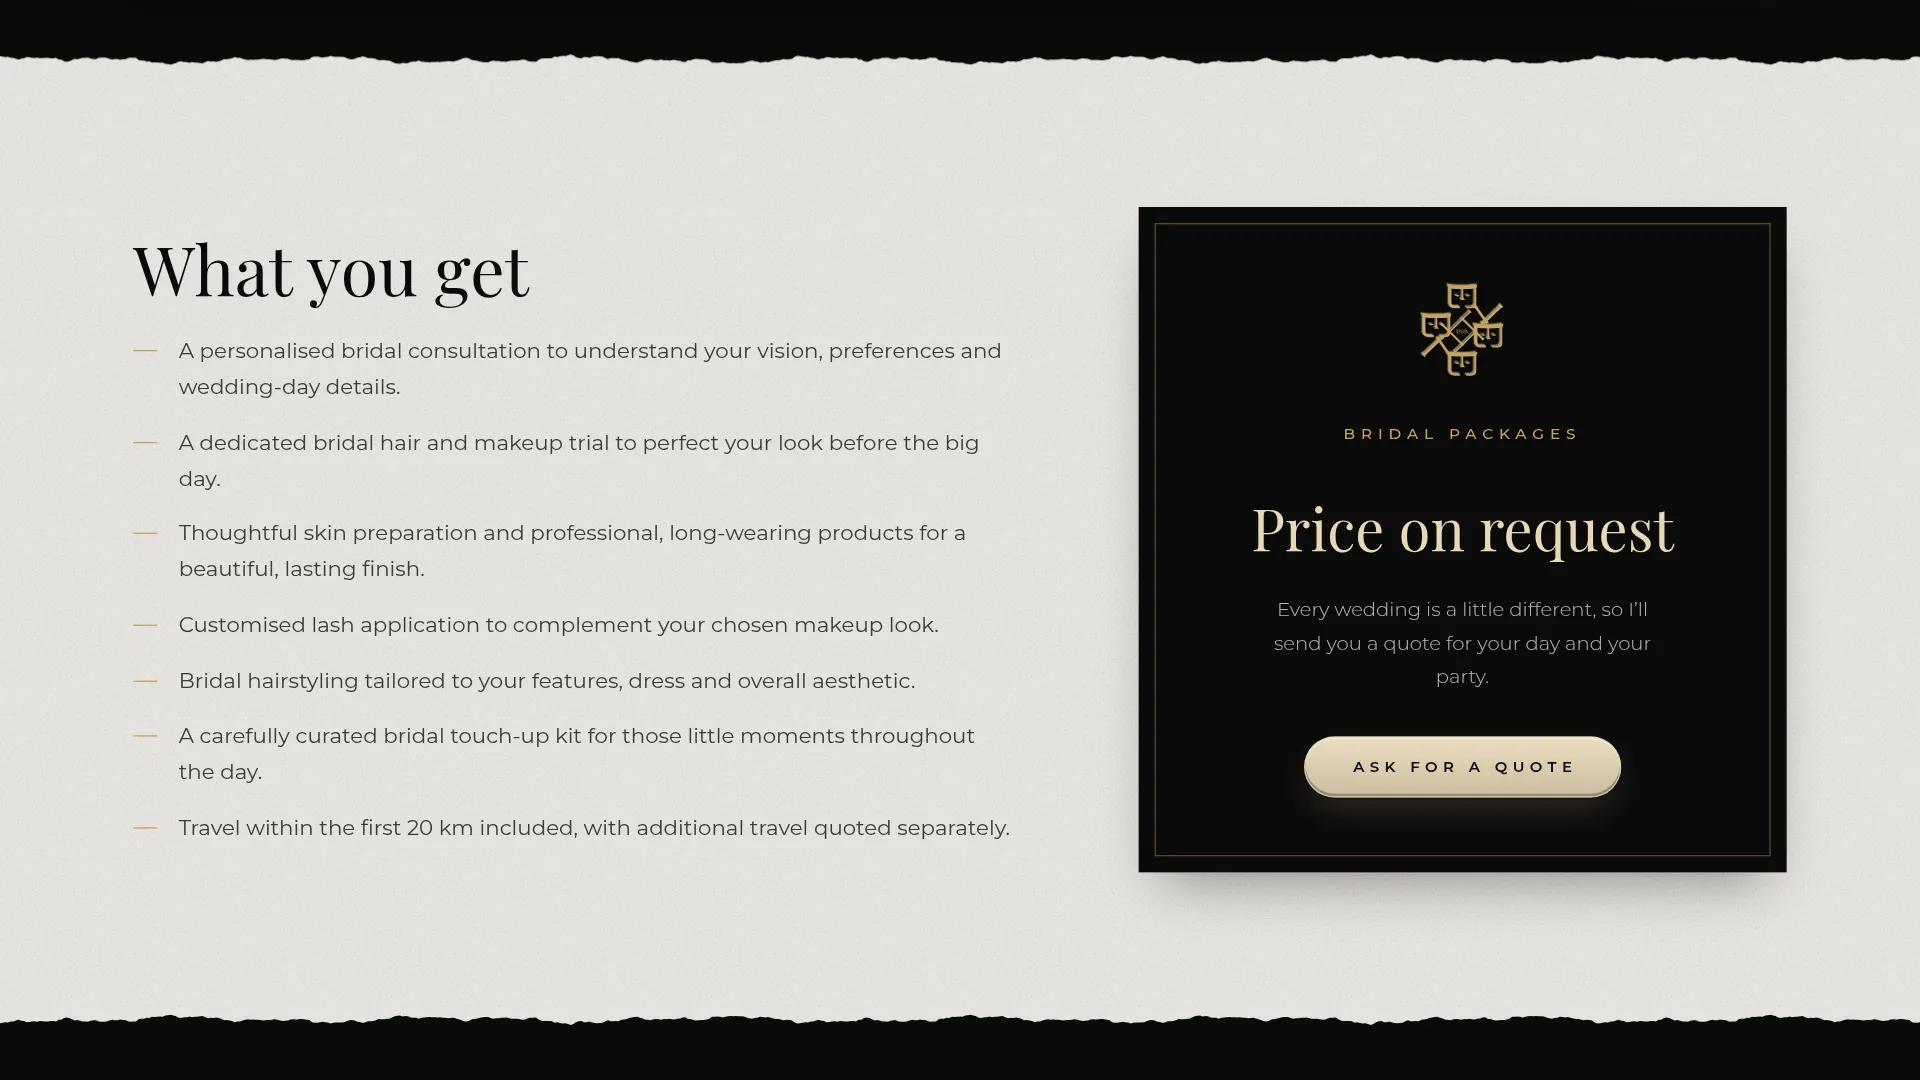 What you get
A personalised bridal consultation to understand your vision, preferences and
wedding-day details.
A dedicated bridal hair and makeup trial to perfect your look before the big
day.
Thoughtful skin preparation and professional, long-wearing products for a
beautiful, lasting finish.
Customised lash application to complement your chosen makeup look.
Bridal hairstyling tailored to your features, dress and overall aesthetic.
A carefully curated bridal touch-up kit for those little moments throughout
the day.
Travel within the first 20 km included, with additional travel quoted separately.
BRIDAL PACKAGES
Price on request
Every wedding is a little different, so I’ll
send you a quote for your day and your
party.
ASK FOR A QUOTE